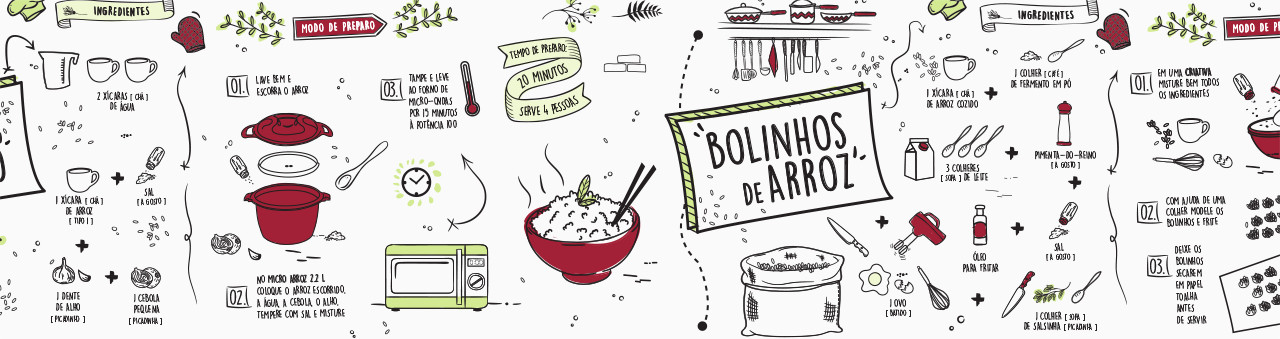 INGREDIENTES
2 XÍCARAS [ CHÁ ]
DE ÁGUA
1 XÍCARA [ CHÁ ]
DE ARROZ
[ TIPO 1 ]
SAL
[ A GOSTO ]
1 DENTE
DE ALHO
[ PICADINHO ]
1 CEBOLA
PEQUENA
[ PICADINHA ]
MODO DE PREPARO
01.
LAVE BEM E
ESCORRA O ARROZ
02.
NO MICRO ARROZ 2.2 L
COLOQUE O ARROZ ESCORRIDO,
A ÁGUA, A CEBOLA, O ALHO,
TEMPERE COM SAL E MISTURE
03.
TAMPE E LEVE
AO FORNO DE
MICRO-ONDAS
POR 15 MINUTOS
À POTÊNCIA 100
TEMPO DE PREPARO:
20 MINUTOS
SERVE 4 PESSOAS
BOLINHOS
DE ARROZ
INGREDIENTES
1 XÍCARA [ CHÁ ]
DE ARROZ COZIDO
1 COLHER [ CAFÉ ]
DE FERMENTO EM PÓ
3 COLHERES
[ SOPA ] DE LEITE
PIMENTA-DO-REINO
[ A GOSTO ]
ÓLEO
PARA FRITAR
SAL
[ A GOSTO ]
1 OVO
[ BATIDO ]
1 COLHER [ SOPA ]
DE SALSINHA [ PICADINHA ]
MODO DE P
01.
EM UMA CRIATIVA
MISTURE BEM TODOS
OS INGREDIENTES
02.
COM AJUDA DE UMA
COLHER MODELE OS
BOLINHOS E FRITE
03.
DEIXE OS
BOLINHOS
SECAREM
EM PAPEL
TOALHA
ANTES
DE SERVIR